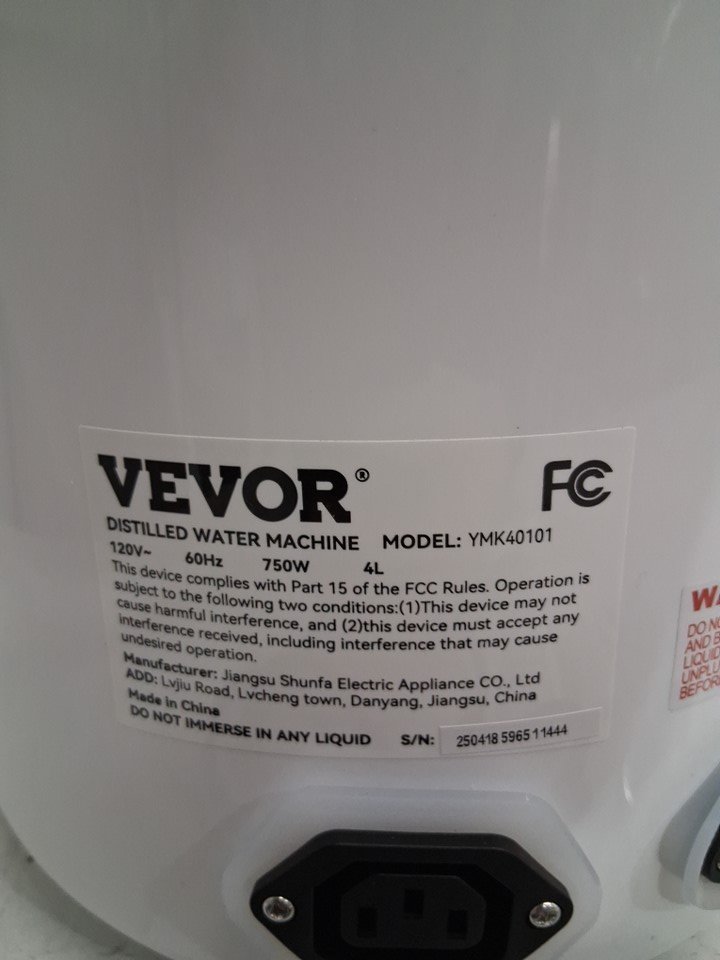 VEVOR®
FC
DISTILLED WATER MACHINE MODEL: YMK40101
120V~ 60Hz 750W 4L
This device complies with Part 15 of the FCC Rules. Operation is
subject to the following two conditions:(1)This device may not
cause harmful interference, and (2)this device must accept any
interference received, including interference that may cause
undesired operation.
Manufacturer: Jiangsu Shunfa Electric Appliance CO., Ltd
ADD: Lvjiu Road, Lvcheng town, Danyang, Jiangsu, China
Made in China
DO NOT IMMERSE IN ANY LIQUID S/N: 250418 5965 11444
DO
AND
LIQUID
BEFORE